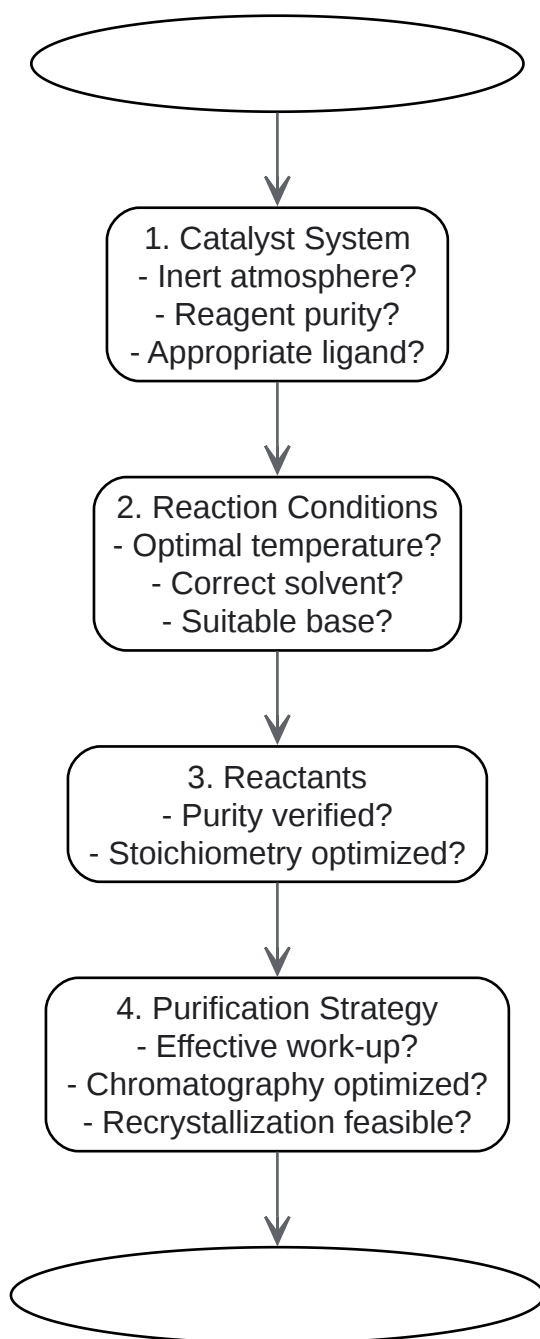 1. Catalyst System
- Inert atmosphere?
- Reagent purity?
- Appropriate ligand?
2. Reaction Conditions
- Optimal temperature?
- Correct solvent?
- Suitable base?
3. Reactants
- Purity verified?
- Stoichiometry optimized?
4. Purification Strategy
- Effective work-up?
- Chromatography optimized?
- Recrystallization feasible?